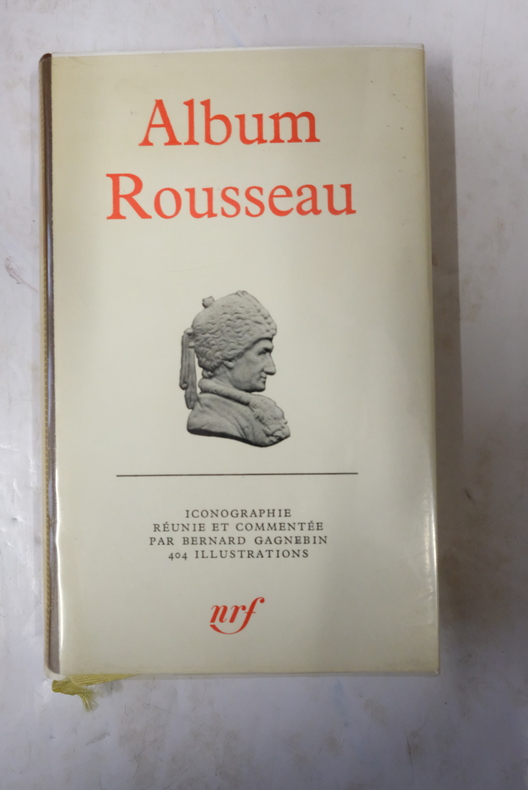 Album
Rousseau
ICONOGRAPHIE
RÉUNIE ET COMMENTÉE
PAR BERNARD GAGNEBIN
404 ILLUSTRATIONS
nrf